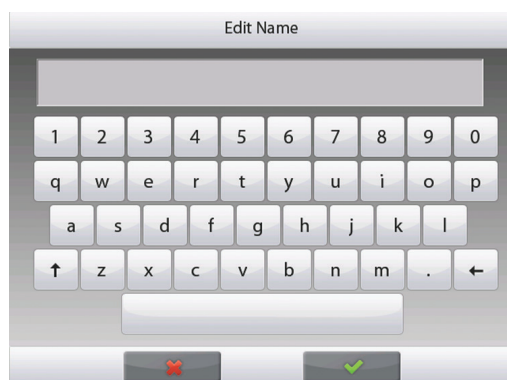 Edit Name
1 2 3 4 5 6 7 8 9 0
q w e r t y u i o p
a s d f g h j k l
↑ z x c v b n m . ←